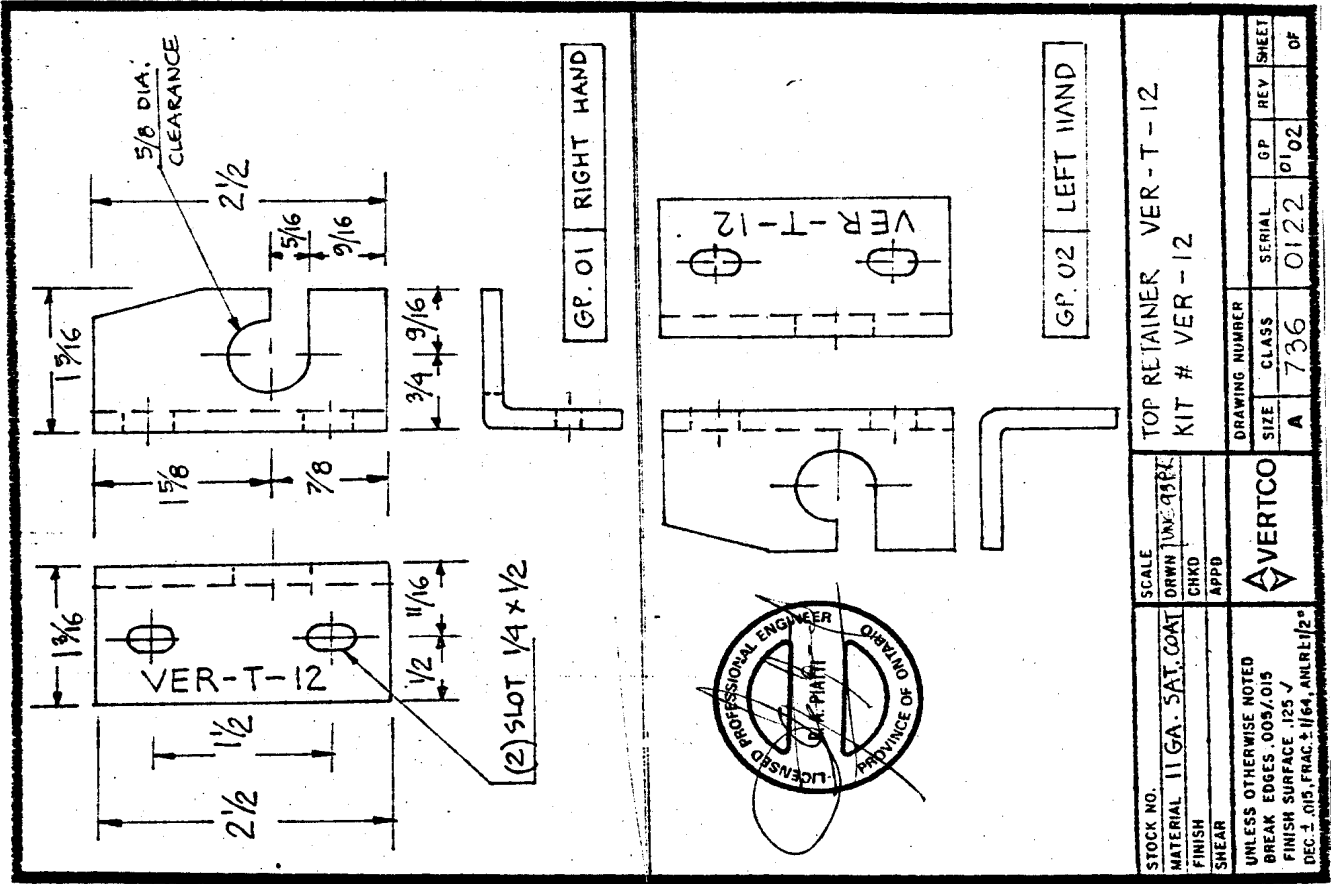 5/8 DIA.
CLEARANCE
2 1/2
5/16
9/16
1 5/16
9/16
3/4
1 5/8
7/8
1 3/16
11/16
1/2
VER-T-12
1 1/2
2 1/2
(2) SLOT 1/4 x 1/2
GP. 01 RIGHT HAND
VER-T-12
GP. 02 LEFT HAND
LICENSED PROFESSIONAL ENGINEER
PIATTI
PROVINCE OF ONTARIO
STOCK NO.
MATERIAL 11 GA. SAT. COAT
FINISH
SHEAR
UNLESS OTHERWISE NOTED
BREAK EDGES .005/.015
FINISH SURFACE .125 √
DEC. ± .015, FRAC. ± 1/64, 1/2°
SCALE
DRWN
CHKD
APPD
VERTCO
TOP RETAINER VER-T-12
KIT # VER-12
DRAWING NUMBER
SIZE CLASS SERIAL GP REV SHEET
A 736 0122 01 02 OF